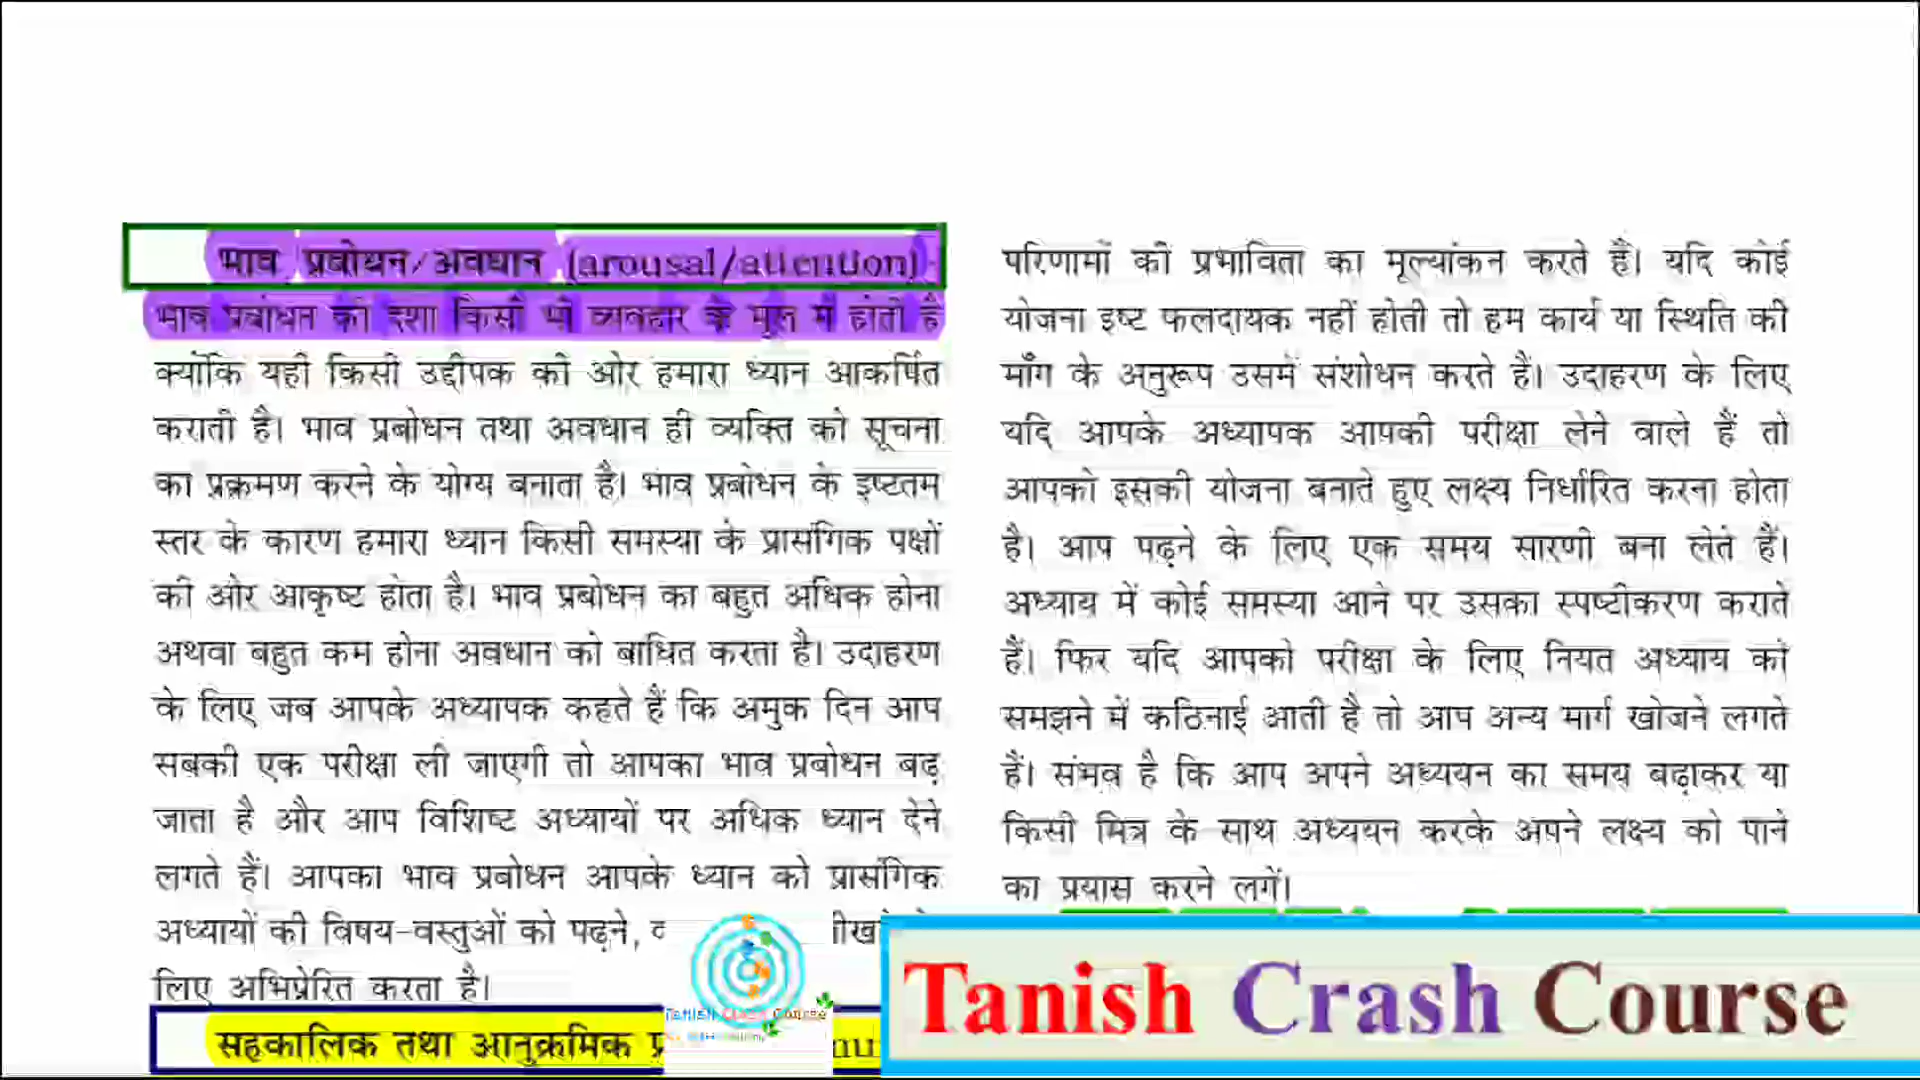 भाव प्रबोधन/अवधान (arousal/attention)-
भाव प्रबोधन की दशा किसी भी व्यवहार के मूल में होती है
क्योंकि यही किसी उद्दीपक की ओर हमारा ध्यान आकर्षित
कराती है। भाव प्रबोधन तथा अवधान ही व्यक्ति को सूचना
का प्रक्रमण करने के योग्य बनाता है। भाव प्रबोधन के इष्टतम
स्तर के कारण हमारा ध्यान किसी समस्या के प्रासंगिक पक्षों
की ओर आकृष्ट होता है। भाव प्रबोधन का बहुत अधिक होना
अथवा बहुत कम होना अवधान को बाधित करता है। उदाहरण
के लिए जब आपके अध्यापक कहते हैं कि अमुक दिन आप
सबकी एक परीक्षा ली जाएगी तो आपका भाव प्रबोधन बढ़
जाता है और आप विशिष्ट अध्यायों पर अधिक ध्यान देने
लगते हैं। आपका भाव प्रबोधन आपके ध्यान को प्रासंगिक
अध्यायों की विषय-वस्तुओं को पढ़ने,
लिए अभिप्रेरित करता है।
सहकालिक तथा आनुक्रमिक
परिणामों की प्रभाविता का मूल्यांकन करते हैं। यदि कोई
योजना इष्ट फलदायक नहीं होती तो हम कार्य या स्थिति की
माँग के अनुरूप उसमें संशोधन करते हैं। उदाहरण के लिए
यदि आपके अध्यापक आपकी परीक्षा लेने वाले हैं तो
आपको इसकी योजना बनाते हुए लक्ष्य निर्धारित करना होता
है। आप पढ़ने के लिए एक समय सारणी बना लेते हैं।
अध्याय में कोई समस्या आने पर उसका स्पष्टीकरण कराते
हैं। फिर यदि आपको परीक्षा के लिए नियत अध्याय को
समझने में कठिनाई आती है तो आप अन्य मार्ग खोजने लगते
हैं। संभव है कि आप अपने अध्ययन का समय बढ़ाकर या
किसी मित्र के साथ अध्ययन करके अपने लक्ष्य को पाने
का प्रयास करने लगें।
Tanish Crash Course
Tanish Crash Course